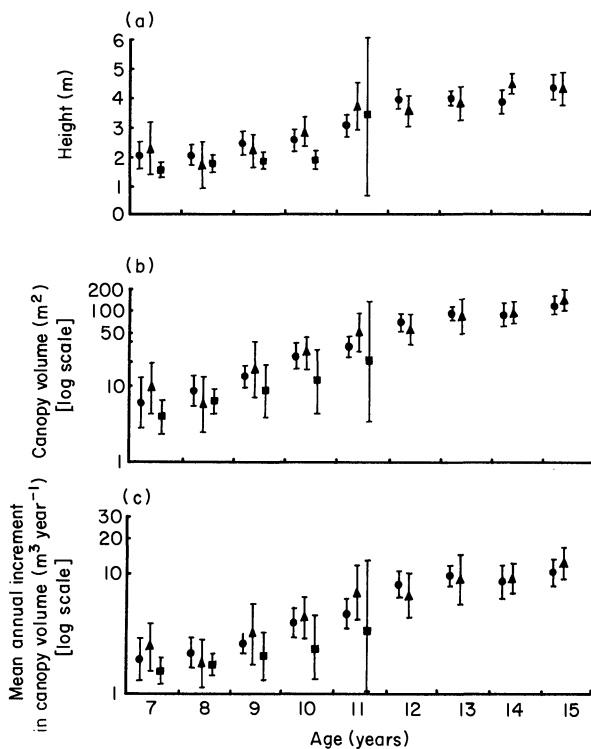 (a)
Height (m)
6
5
4
3
2
1
0
(b)
Canopy volume (m²)
[log scale]
200
100
50
10
1
(c)
Mean annual increment
in canopy volume (m³ year⁻¹)
[log scale]
30
20
10
1
7 8 9 10 11 12 13 14 15
Age (years)